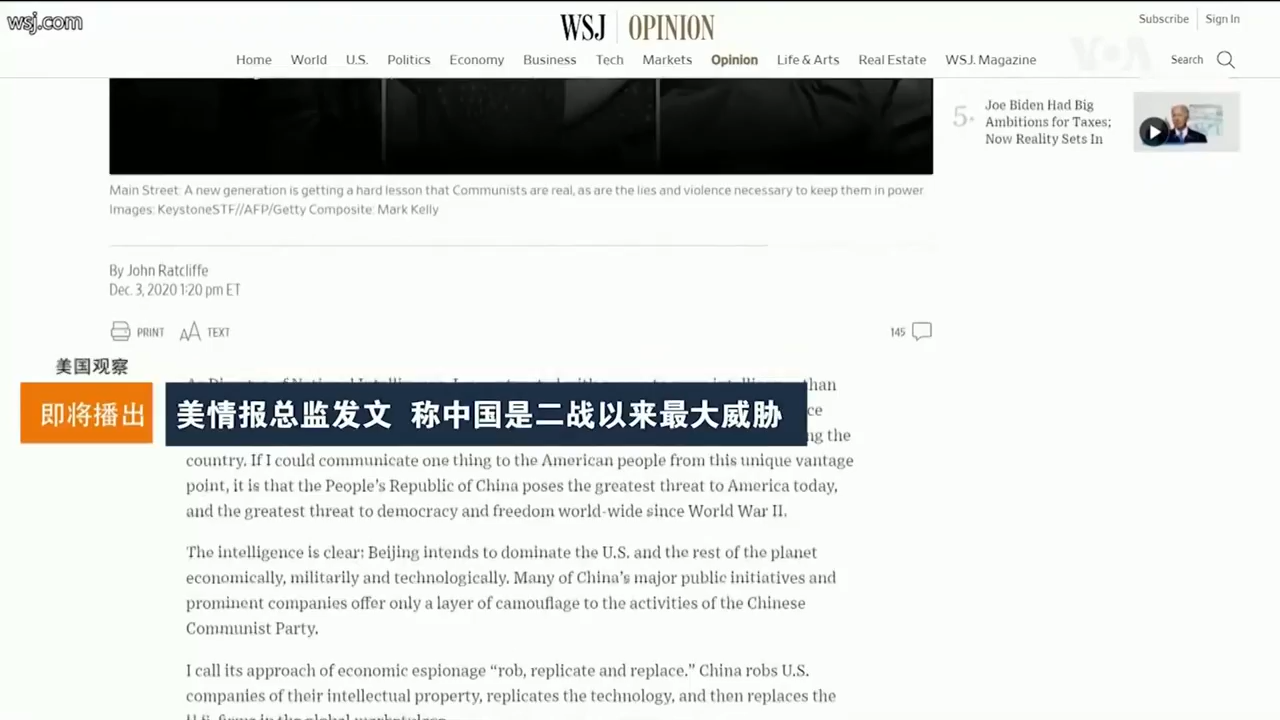 wsj.com
WSJ OPINION
Subscribe Sign In
Home World U.S. Politics Economy Business Tech Markets Opinion Life & Arts Real Estate WSJ. Magazine Search
VOA
5. Joe Biden Had Big
Ambitions for Taxes;
Now Reality Sets In
Main Street: A new generation is getting a hard lesson that Communists are real, as are the lies and violence necessary to keep them in power
Images: KeystoneSTF//AFP/Getty Composite: Mark Kelly
By John Ratcliffe
Dec. 3, 2020 1:20 pm ET
PRINT TEXT 145
美国观察
即将播出
美情报总监发文 称中国是二战以来最大威胁
than
ng the
country. If I could communicate one thing to the American people from this unique vantage
point, it is that the People's Republic of China poses the greatest threat to America today,
and the greatest threat to democracy and freedom world-wide since World War II.
The intelligence is clear: Beijing intends to dominate the U.S. and the rest of the planet
economically, militarily and technologically. Many of China's major public initiatives and
prominent companies offer only a layer of camouflage to the activities of the Chinese
Communist Party.
I call its approach of economic espionage “rob, replicate and replace.” China robs U.S.
companies of their intellectual property, replicates the technology, and then replaces the